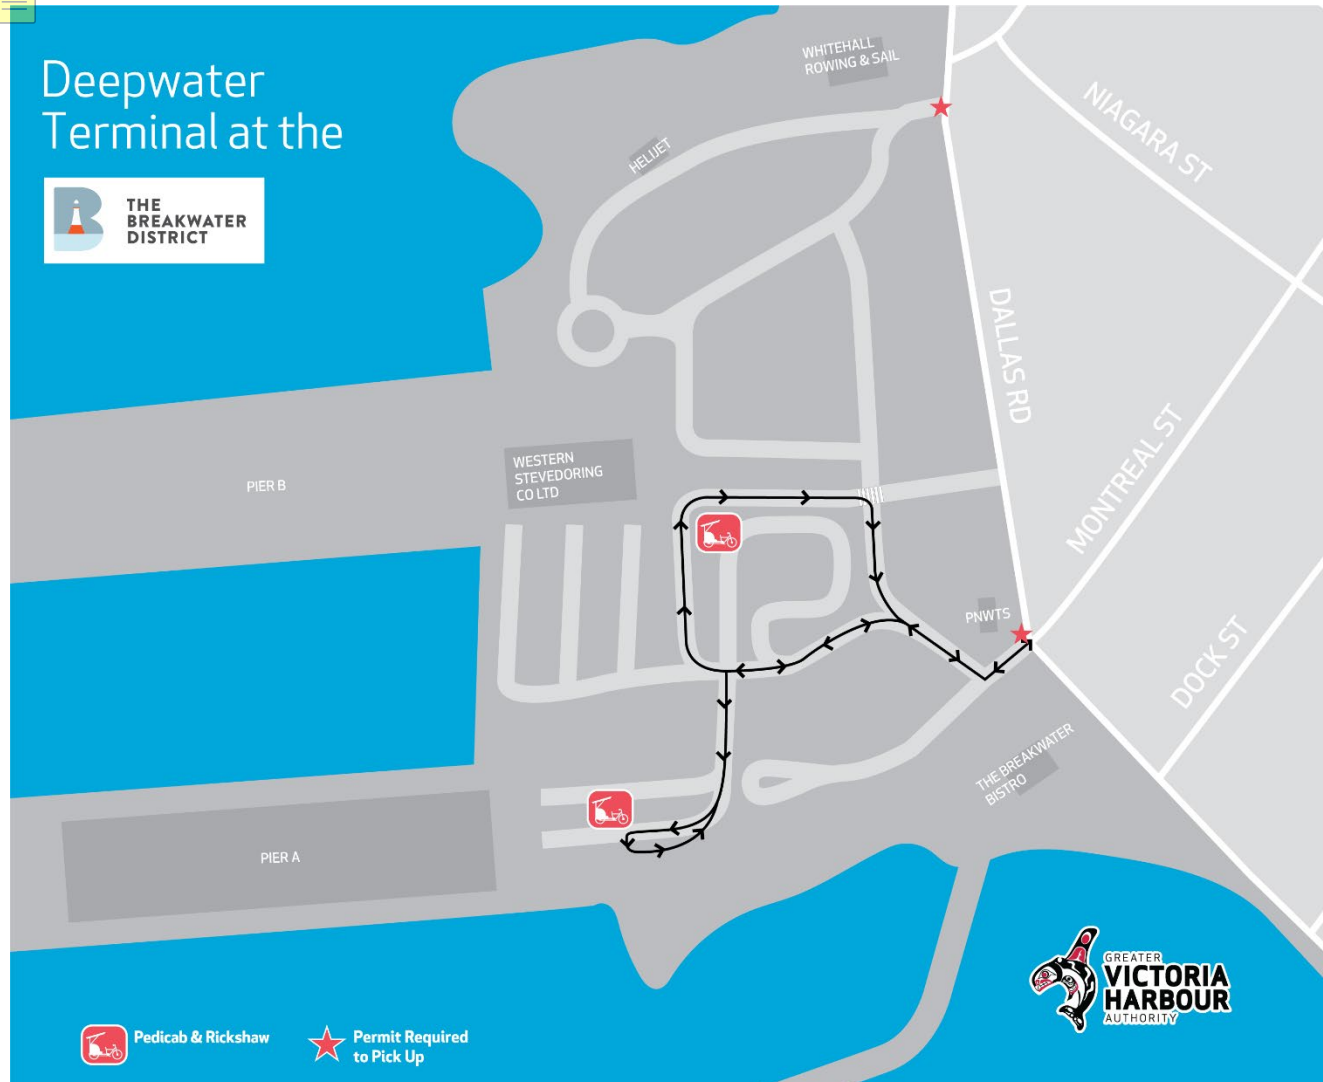 Deepwater
Terminal at the
THE
BREAKWATER
DISTRICT
WHITEHALL
ROWING & SAIL
HELIJET
NIAGARA ST
DALLAS RD
MONTREAL ST
DOCK ST
WESTERN
STEVEDORING
CO LTD
PIER B
PNWTS
THE BREAKWATER
BISTRO
PIER A
GREATER
VICTORIA
HARBOUR
AUTHORITY
Pedicab & Rickshaw
Permit Required
to Pick Up